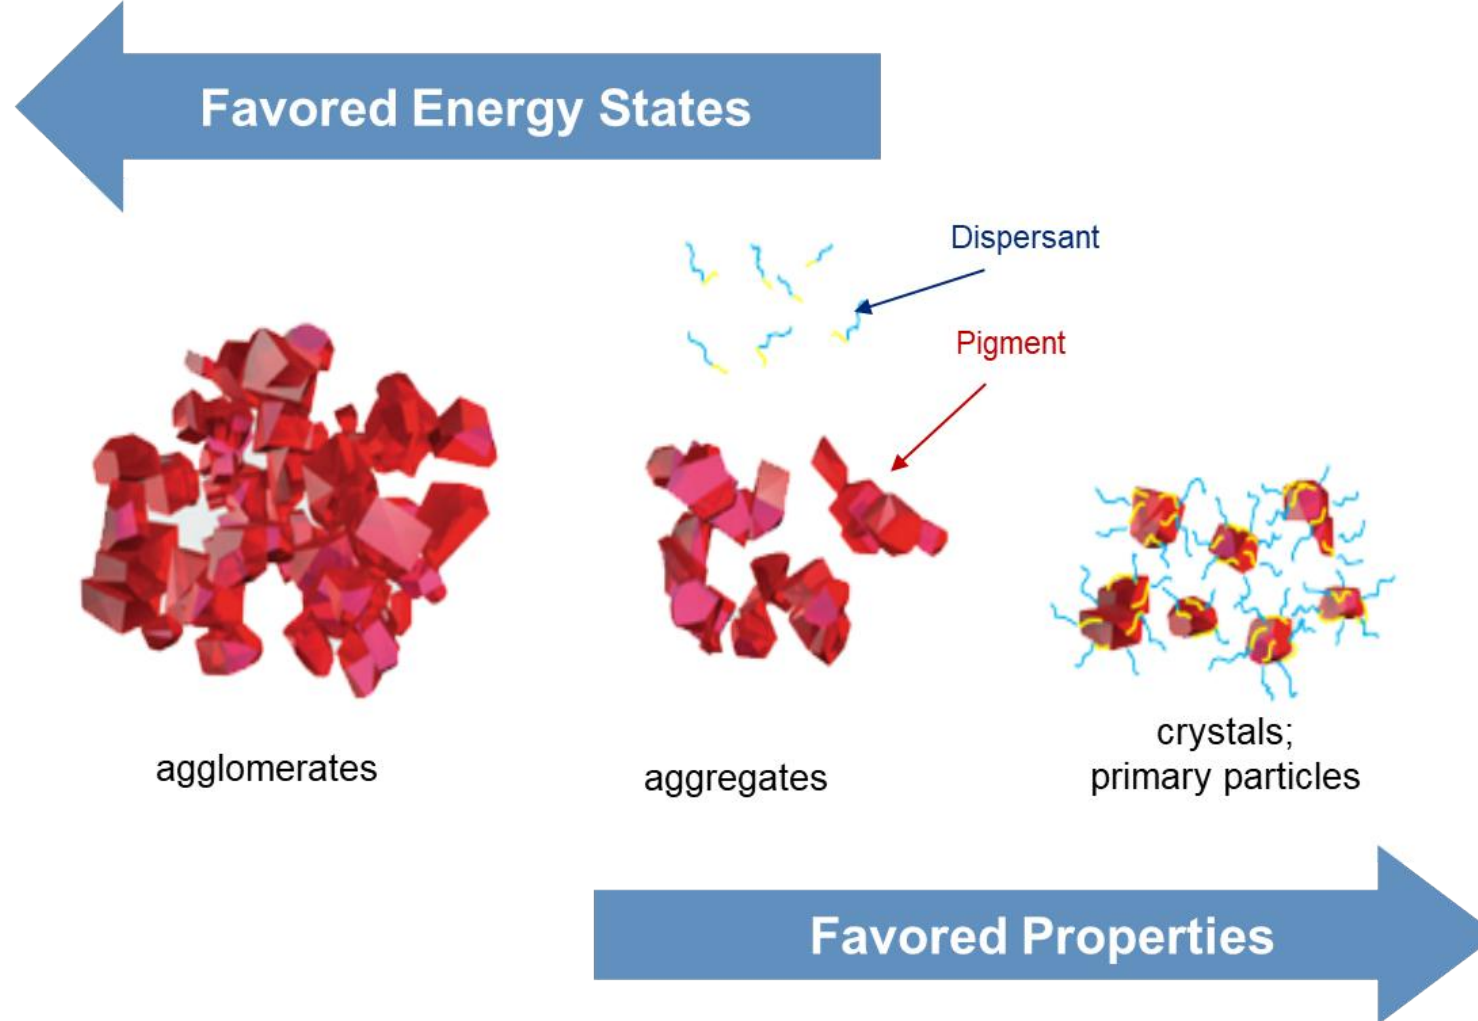 Favored Energy States
Dispersant
Pigment
agglomerates
aggregates
crystals;
primary particles
Favored Properties